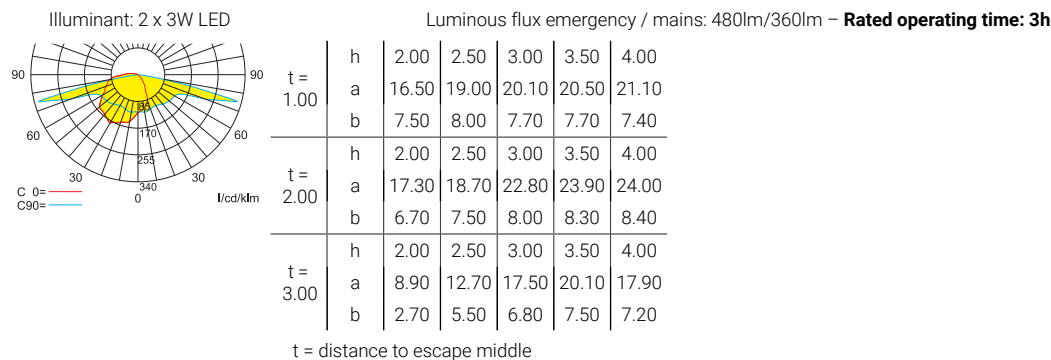 Illuminant: 2 x 3W LED
Luminous flux emergency / mains: 480lm/360lm – Rated operating time: 3h
90 90
85
60 170 60
255
30 30
340
0
C 0=
C90=
l/cd/klm
t = 1.00
h 2.00 2.50 3.00 3.50 4.00
a 16.50 19.00 20.10 20.50 21.10
b 7.50 8.00 7.70 7.70 7.40
t = 2.00
h 2.00 2.50 3.00 3.50 4.00
a 17.30 18.70 22.80 23.90 24.00
b 6.70 7.50 8.00 8.30 8.40
t = 3.00
h 2.00 2.50 3.00 3.50 4.00
a 8.90 12.70 17.50 20.10 17.90
b 2.70 5.50 6.80 7.50 7.20
t = distance to escape middle